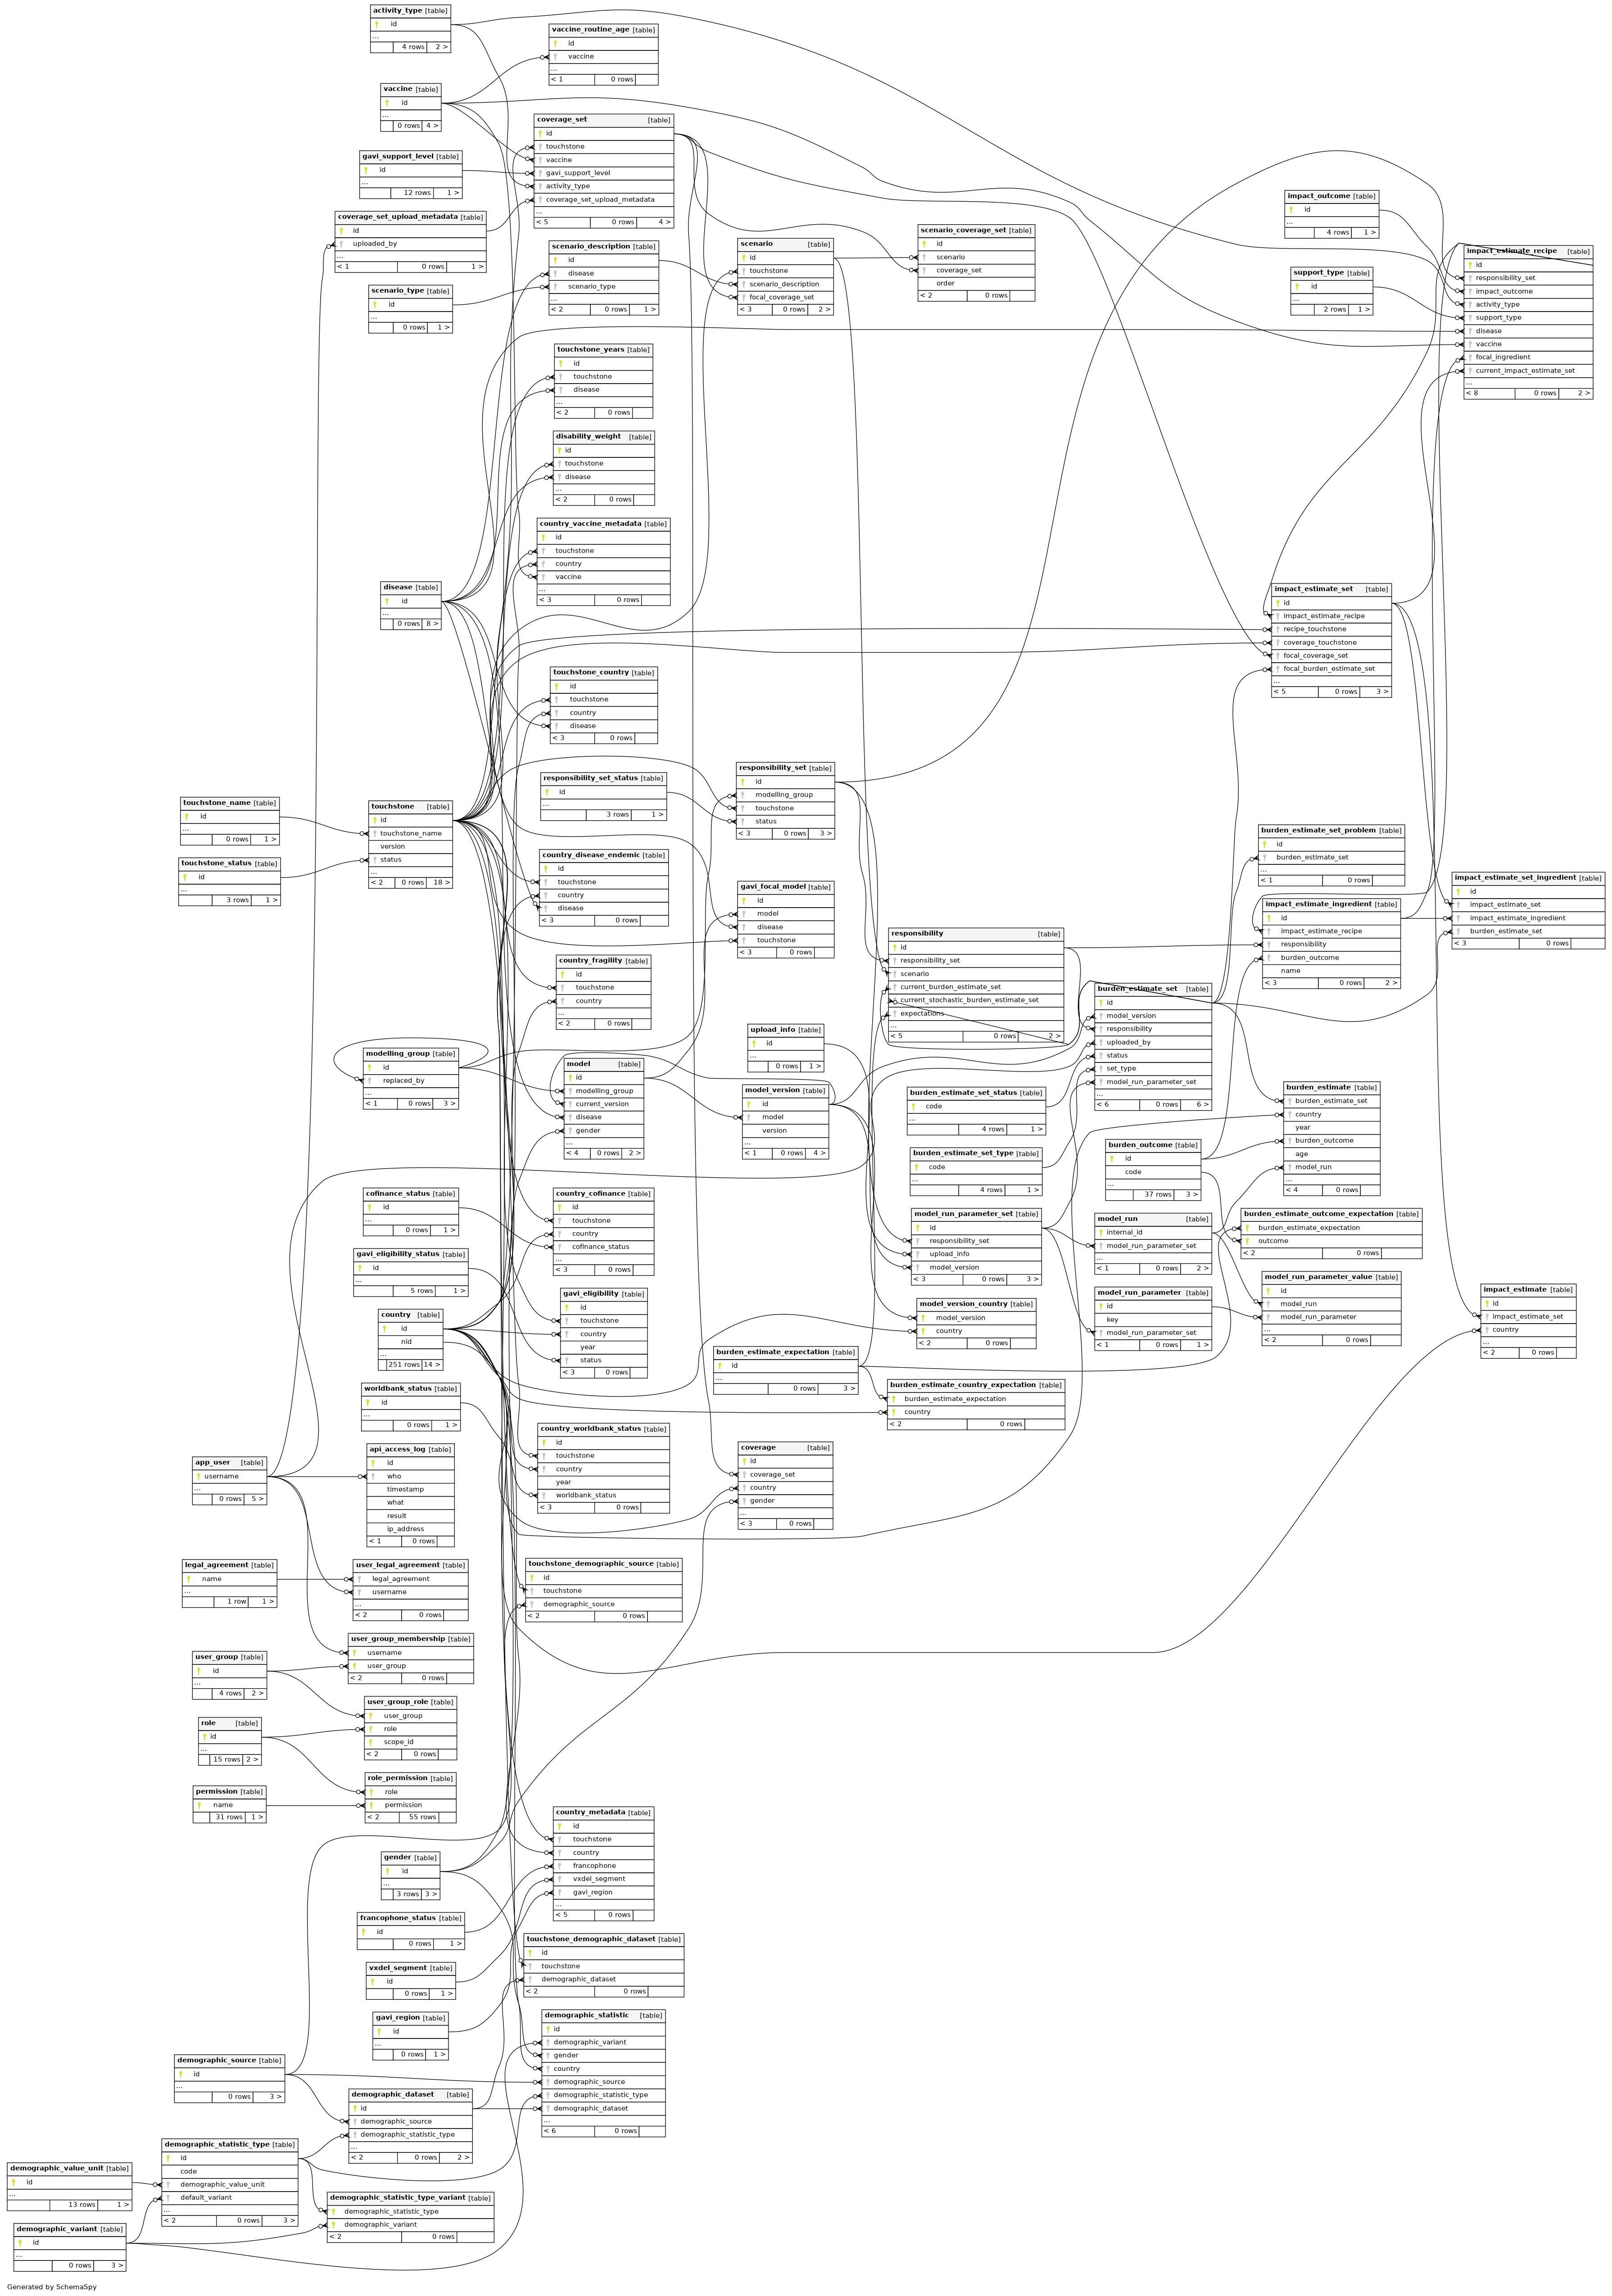 activity_type [table]
id
...
4 rows 2 >
vaccine_routine_age [table]
id
vaccine
...
< 1 0 rows
vaccine [table]
id
...
0 rows 4 >
coverage_set [table]
id
touchstone
vaccine
gavi_support_level
activity_type
coverage_set_upload_metadata
...
< 5 0 rows 4 >
gavi_support_level [table]
id
...
12 rows 1 >
coverage_set_upload_metadata [table]
id
uploaded_by
...
< 1 0 rows 1 >
scenario_description [table]
id
disease
scenario_type
...
< 2 0 rows 1 >
scenario [table]
id
touchstone
scenario_description
focal_coverage_set
< 3 0 rows 2 >
scenario_coverage_set [table]
id
scenario
coverage_set
order
< 2 0 rows
impact_outcome [table]
id
...
4 rows 1 >
support_type [table]
id
...
2 rows 1 >
impact_estimate_recipe [table]
id
responsibility_set
impact_outcome
activity_type
support_type
disease
vaccine
focal_ingredient
current_impact_estimate_set
...
< 8 0 rows 2 >
scenario_type [table]
id
...
0 rows 1 >
touchstone_years [table]
id
touchstone
disease
...
< 2 0 rows
disability_weight [table]
id
touchstone
disease
...
< 2 0 rows
country_vaccine_metadata [table]
id
touchstone
country
vaccine
...
< 3 0 rows
disease [table]
id
...
0 rows 8 >
impact_estimate_set [table]
id
impact_estimate_recipe
recipe_touchstone
coverage_touchstone
focal_coverage_set
focal_burden_estimate_set
...
< 5 0 rows 3 >
touchstone_country [table]
id
touchstone
country
disease
< 3 0 rows
responsibility_set_status [table]
id
...
3 rows 1 >
responsibility_set [table]
id
modelling_group
touchstone
status
< 3 0 rows 3 >
touchstone_name [table]
id
...
0 rows 1 >
touchstone_status [table]
id
...
3 rows 1 >
touchstone [table]
id
touchstone_name
version
status
...
< 2 0 rows 18 >
country_disease_endemic [table]
id
touchstone
country
disease
< 3 0 rows
gavi_focal_model [table]
id
model
disease
touchstone
< 3 0 rows
burden_estimate_set_problem [table]
id
burden_estimate_set
...
< 1 0 rows
impact_estimate_ingredient [table]
id
impact_estimate_recipe
responsibility
burden_outcome
name
< 3 0 rows 2 >
impact_estimate_set_ingredient [table]
id
impact_estimate_set
impact_estimate_ingredient
burden_estimate_set
< 3 0 rows
responsibility [table]
id
responsibility_set
scenario
current_burden_estimate_set
current_stochastic_burden_estimate_set
expectations
...
< 5 0 rows 2 >
country_fragility [table]
id
touchstone
country
...
< 2 0 rows
burden_estimate_set [table]
id
model_version
responsibility
uploaded_by
status
set_type
model_run_parameter_set
...
< 6 0 rows 6 >
upload_info [table]
id
...
0 rows 1 >
modelling_group [table]
id
replaced_by
...
< 1 0 rows 3 >
model [table]
id
modelling_group
current_version
disease
gender
...
< 4 0 rows 2 >
model_version [table]
id
model
version
...
< 1 0 rows 4 >
burden_estimate_set_status [table]
code
...
4 rows 1 >
burden_estimate_set_type [table]
code
...
4 rows 1 >
burden_estimate [table]
id
burden_estimate_set
country
year
burden_outcome
age
model_run
...
< 4 0 rows
burden_outcome [table]
id
code
...
37 rows 3 >
cofinance_status [table]
id
...
0 rows 1 >
country_cofinance [table]
id
touchstone
country
cofinance_status
...
< 3 0 rows
model_run_parameter_set [table]
id
responsibility_set
upload_info
model_version
< 3 0 rows 3 >
model_run [table]
internal_id
model_run_parameter_set
...
< 1 0 rows 2 >
burden_estimate_outcome_expectation [table]
burden_estimate_expectation
outcome
< 2 0 rows
gavi_eligibility_status [table]
id
...
5 rows 1 >
gavi_eligibility [table]
id
touchstone
country
year
status
< 3 0 rows
model_version_country [table]
model_version
country
< 2 0 rows
model_run_parameter [table]
id
key
model_run_parameter_set
< 1 0 rows 1 >
model_run_parameter_value [table]
id
model_run
model_run_parameter
...
< 2 0 rows
impact_estimate [table]
id
impact_estimate_set
country
...
< 2 0 rows
country [table]
id
nid
...
251 rows 14 >
burden_estimate_expectation [table]
id
...
0 rows 3 >
burden_estimate_country_expectation [table]
burden_estimate_expectation
country
< 2 0 rows
worldbank_status [table]
id
...
0 rows 1 >
country_worldbank_status [table]
id
touchstone
country
year
worldbank_status
< 3 0 rows
coverage [table]
id
coverage_set
country
gender
...
< 3 0 rows
app_user [table]
username
...
0 rows 5 >
api_access_log [table]
id
who
timestamp
what
result
ip_address
< 1 0 rows
legal_agreement [table]
name
...
1 row 1 >
user_legal_agreement [table]
legal_agreement
username
...
< 2 0 rows
touchstone_demographic_source [table]
id
touchstone
demographic_source
< 2 0 rows
user_group_membership [table]
username
user_group
< 2 0 rows
user_group [table]
id
...
4 rows 2 >
user_group_role [table]
user_group
role
scope_id
< 2 0 rows
role [table]
id
...
15 rows 2 >
role_permission [table]
role
permission
< 2 55 rows
permission [table]
name
31 rows 1 >
country_metadata [table]
id
touchstone
country
francophone
vxdel_segment
gavi_region
...
< 5 0 rows
gender [table]
id
...
3 rows 3 >
francophone_status [table]
id
0 rows 1 >
touchstone_demographic_dataset [table]
id
touchstone
demographic_dataset
< 2 0 rows
vxdel_segment [table]
id
0 rows 1 >
gavi_region [table]
id
...
0 rows 1 >
demographic_statistic [table]
id
demographic_variant
gender
country
demographic_source
demographic_statistic_type
demographic_dataset
...
< 6 0 rows
demographic_source [table]
id
...
0 rows 3 >
demographic_dataset [table]
id
demographic_source
demographic_statistic_type
...
< 2 0 rows 2 >
demographic_statistic_type [table]
id
code
demographic_value_unit
default_variant
...
< 2 0 rows 3 >
demographic_value_unit [table]
id
...
13 rows 1 >
demographic_statistic_type_variant [table]
demographic_statistic_type
demographic_variant
< 2 0 rows
demographic_variant [table]
id
...
0 rows 3 >
Generated by SchemaSpy